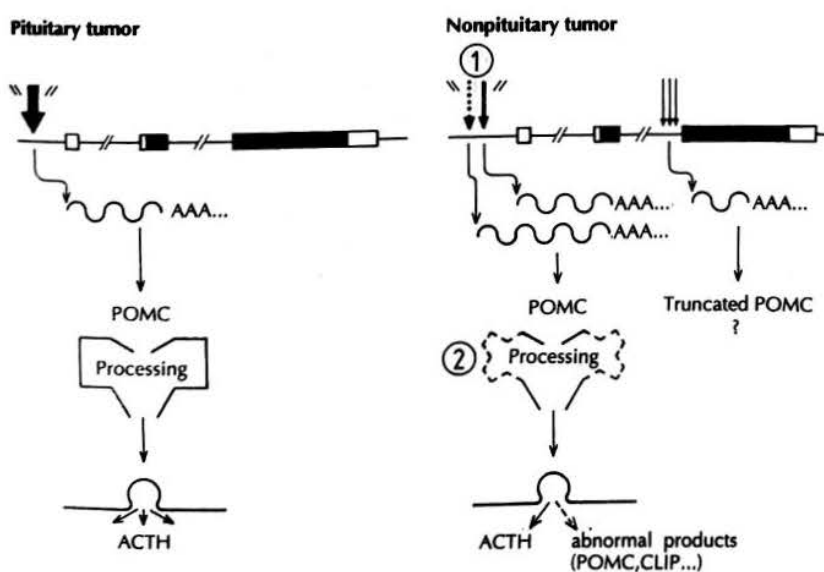 Pituitary tumor
AAA...
POMC
Processing
ACTH
Nonpituitary tumor
1
AAA...
AAA...
AAA...
POMC
Truncated POMC
?
2
Processing
ACTH
abnormal products
(POMC,CLIP...)